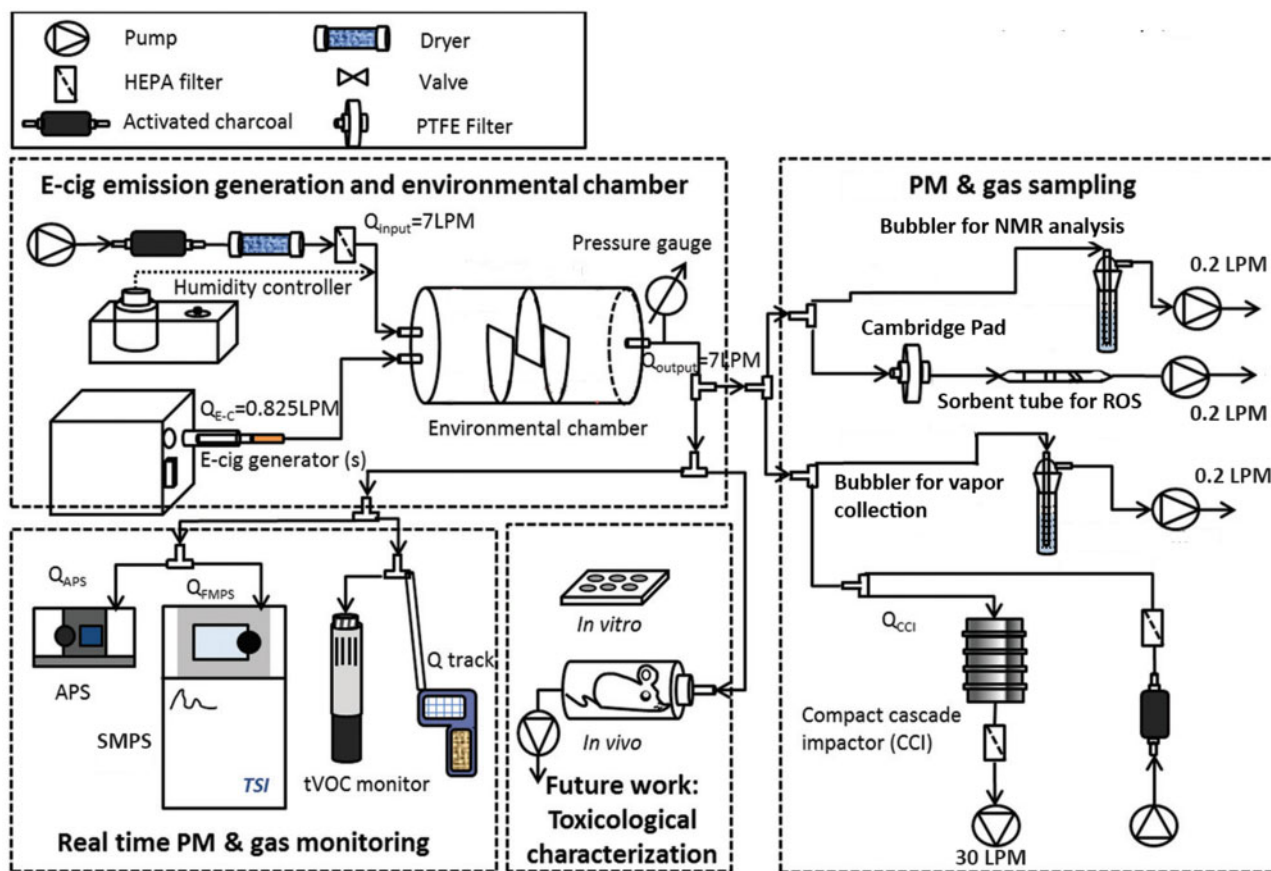 Pump
Dryer
HEPA filter
Valve
Activated charcoal
PTFE Filter
E-cig emission generation and environmental chamber
Qinput=7LPM
Pressure gauge
Humidity controller
Qoutput=7LPM
QE-C=0.825LPM
Environmental chamber
E-cig generator (s)
PM & gas sampling
Bubbler for NMR analysis
0.2 LPM
Cambridge Pad
Sorbent tube for ROS
0.2 LPM
Bubbler for vapor
collection
0.2 LPM
QCCI
Compact cascade
impactor (CCI)
30 LPM
QAPS
QFMPS
APS
SMPS
TSI
tVOC monitor
Q track
Real time PM & gas monitoring
In vitro
In vivo
Future work:
Toxicological
characterization